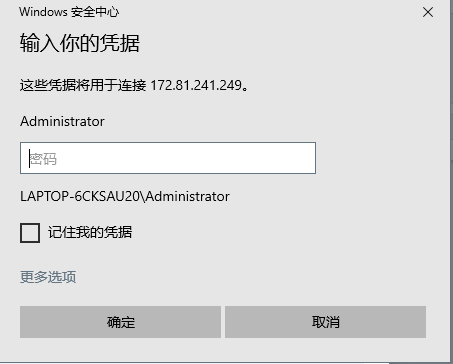 Windows 安全中心
输入你的凭据
这些凭据将用于连接 172.81.241.249。
Administrator
密码
LAPTOP-6CKSAU20\Administrator
记住我的凭据
更多选项
确定
取消